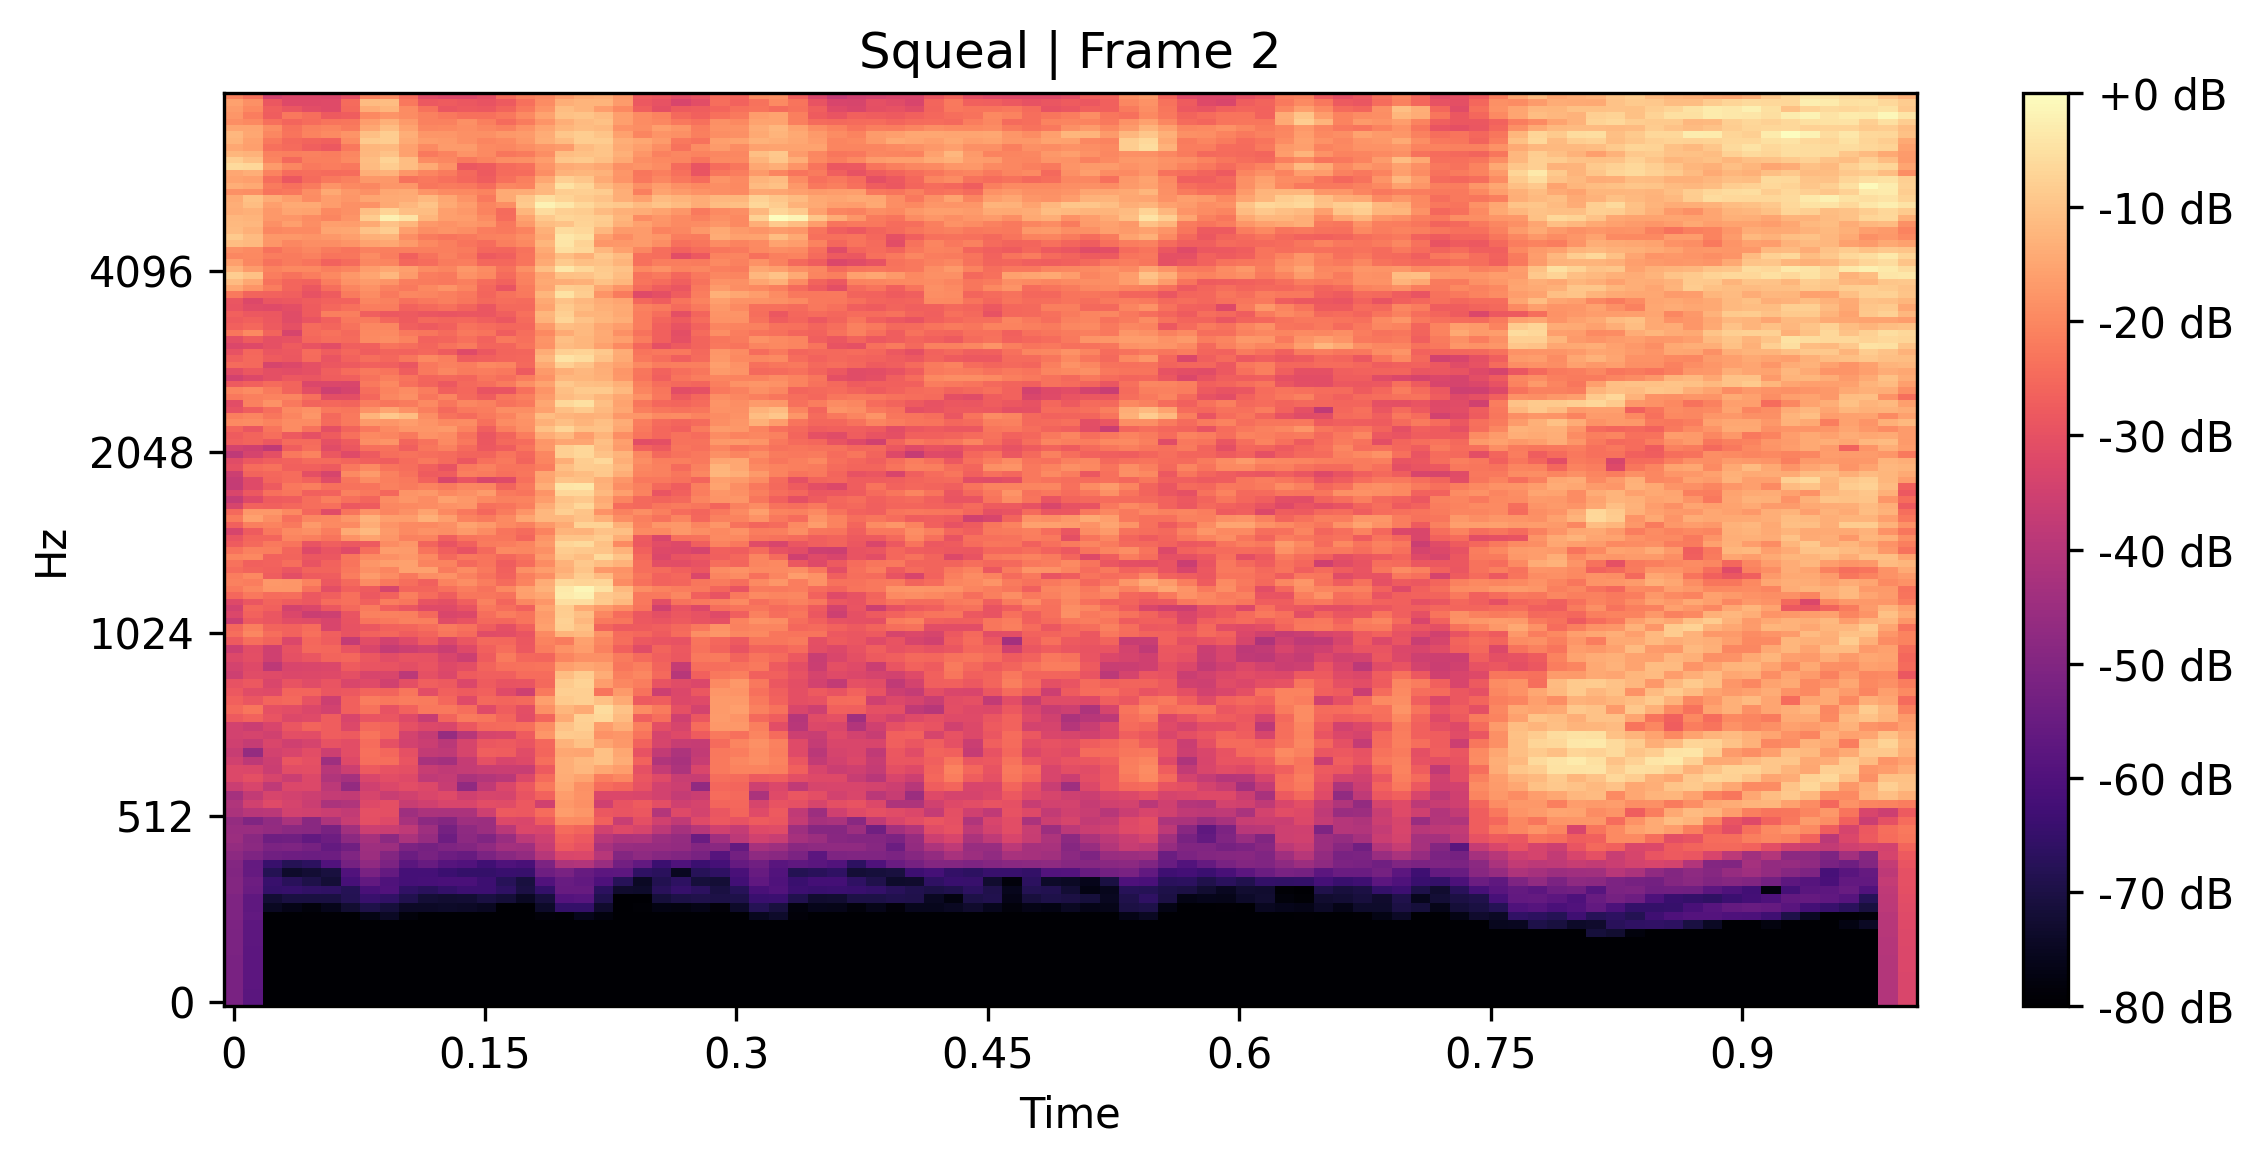 Squeal | Frame 2
+0 dB
-10 dB
-20 dB
-30 dB
-40 dB
-50 dB
-60 dB
-70 dB
-80 dB
4096
2048
1024
512
0
Hz
0 0.15 0.3 0.45 0.6 0.75 0.9
Time